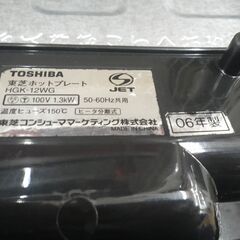 TOSHIBA
東芝ホットプレート
HGK-12WG
JET
100V 1.3kW 50-60Hz共用
温度ヒューズ150℃ ヒータ分離式
東芝コンシューママーケティング株式会社
MADE IN CHINA
06年製